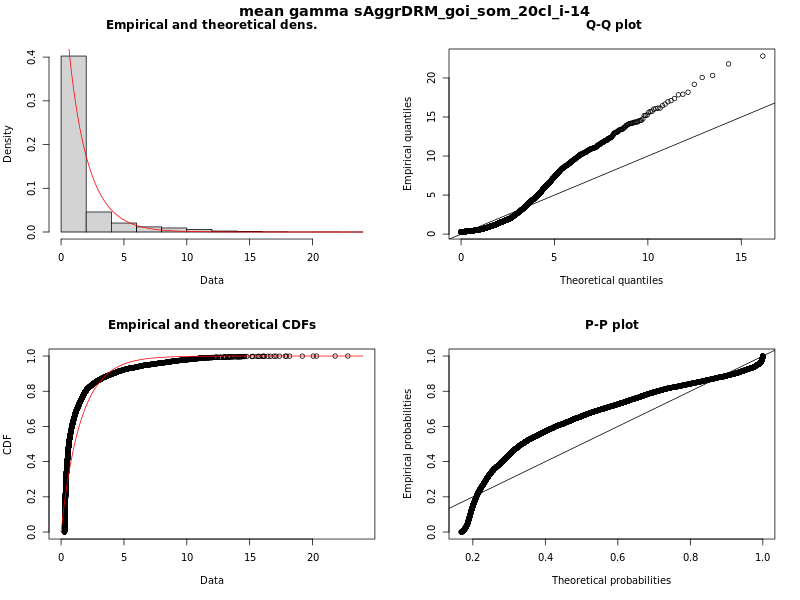 mean gamma sAggrDRM_goi_som_20cl_i-14
Empirical and theoretical dens.
Density
0.0 0.1 0.2 0.3 0.4
0 5 10 15 20
Data
Q-Q plot
Empirical quantiles
0 5 10 15 20
0 5 10 15
Theoretical quantiles
Empirical and theoretical CDFs
CDF
0.0 0.2 0.4 0.6 0.8 1.0
0 5 10 15 20
Data
P-P plot
Empirical probabilities
0.0 0.2 0.4 0.6 0.8 1.0
0.2 0.4 0.6 0.8 1.0
Theoretical probabilities